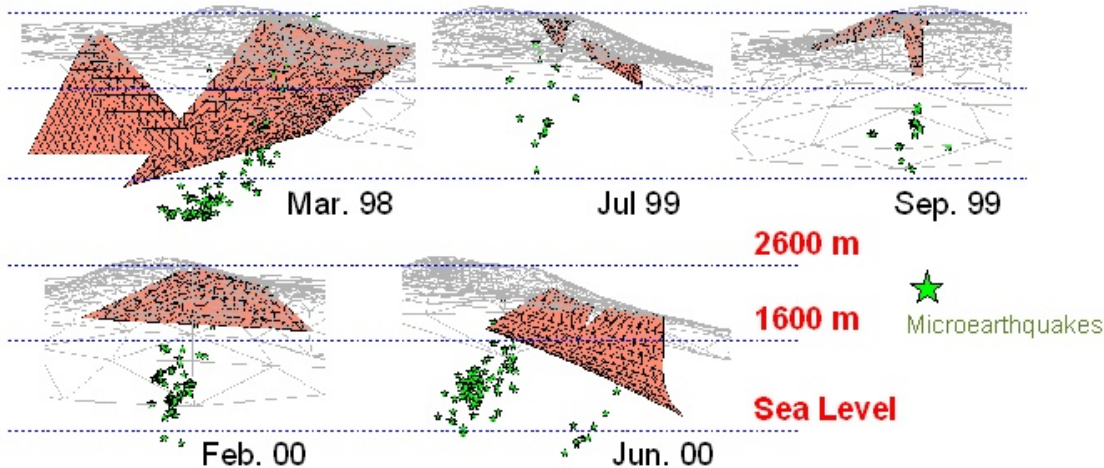 Mar. 98
Jul 99
Sep. 99
2600 m
1600 m
Microearthquakes
Sea Level
Feb. 00
Jun. 00